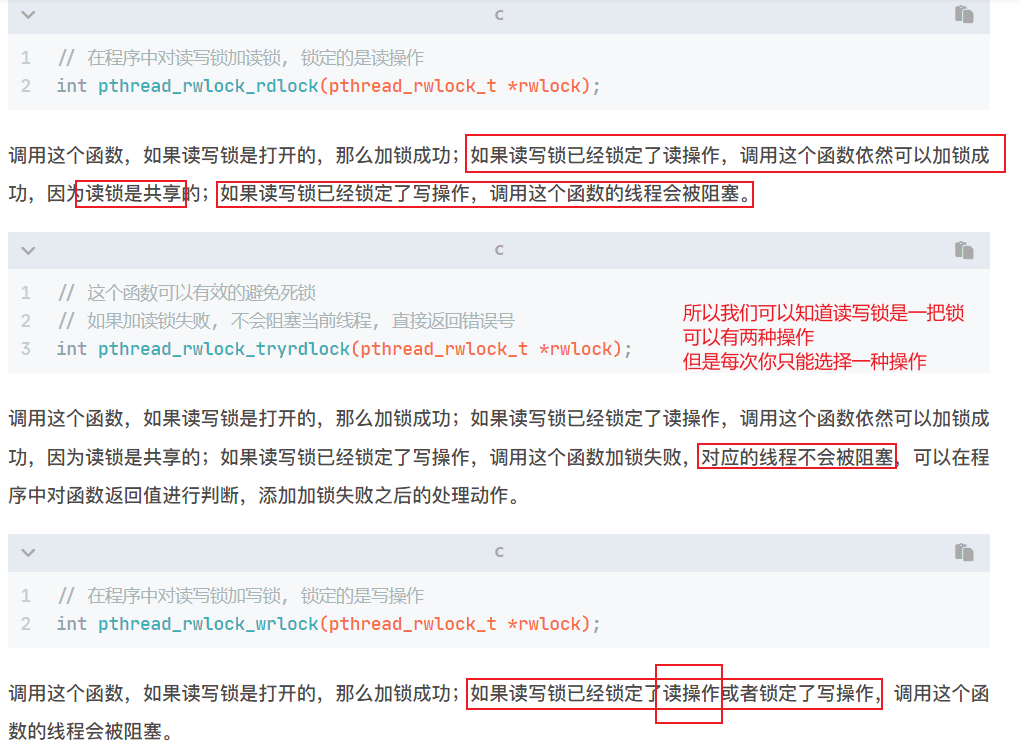 C
1 // 在程序中对读写锁加读锁, 锁定的是读操作
2 int pthread_rwlock_rdlock(pthread_rwlock_t *rwlock);
调用这个函数，如果读写锁是打开的，那么加锁成功；如果读写锁已经锁定了读操作，调用这个函数依然可以加锁成
功，因为读锁是共享的；如果读写锁已经锁定了写操作，调用这个函数的线程会被阻塞。
C
1 // 这个函数可以有效的避免死锁
2 // 如果加读锁失败, 不会阻塞当前线程, 直接返回错误号
3 int pthread_rwlock_tryrdlock(pthread_rwlock_t *rwlock);
所以我们可以知道读写锁是一把锁
可以有两种操作
但是每次你只能选择一种操作
调用这个函数，如果读写锁是打开的，那么加锁成功；如果读写锁已经锁定了读操作，调用这个函数依然可以加锁成
功，因为读锁是共享的；如果读写锁已经锁定了写操作，调用这个函数加锁失败，对应的线程不会被阻塞，可以在程
序中对函数返回值进行判断，添加加锁失败之后的处理动作。
C
1 // 在程序中对读写锁加写锁, 锁定的是写操作
2 int pthread_rwlock_wrlock(pthread_rwlock_t *rwlock);
调用这个函数，如果读写锁是打开的，那么加锁成功；如果读写锁已经锁定了读操作或者锁定了写操作，调用这个函
数的线程会被阻塞。